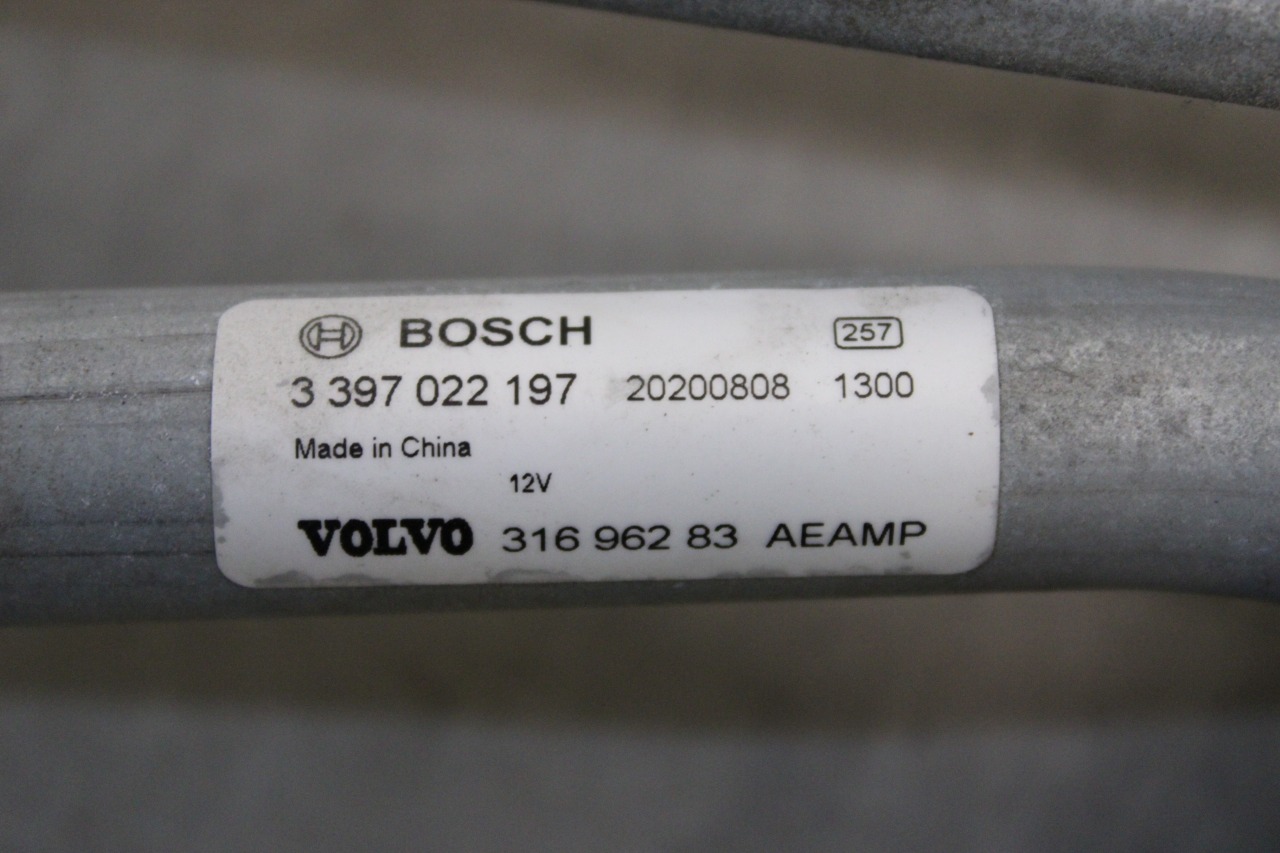 BOSCH 257
3 397 022 197 20200808 1300
Made in China
12V
VOLVO 316 962 83 AEAMP